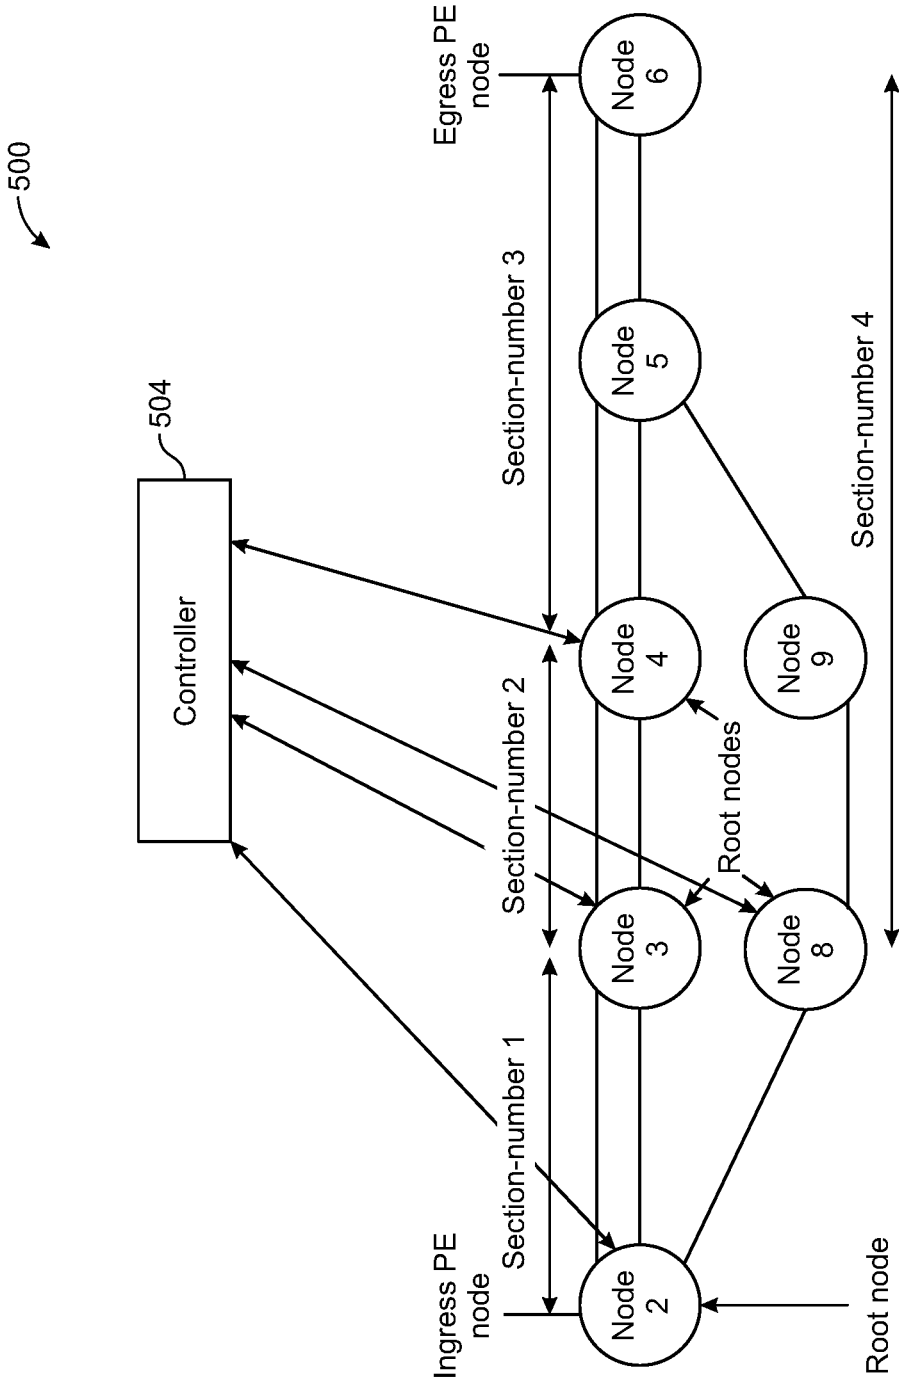 500
504
Controller
Ingress PE
node
Egress PE
node
Section-number 1
Section-number 2
Section-number 3
Node
2
Node
3
Node
4
Node
5
Node
6
Root nodes
Node
8
Node
9
Section-number 4
Root node